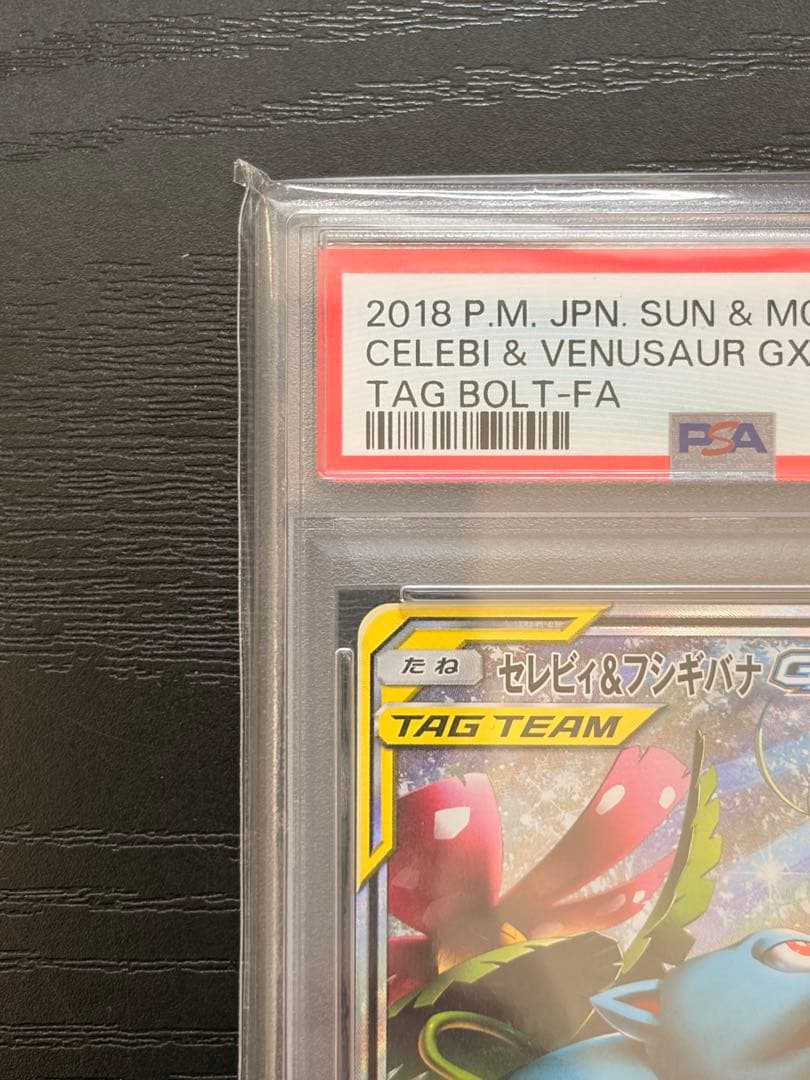 2018 P.M. JPN. SUN & MO
CELEBI & VENUSAUR GX
TAG BOLT-FA
PSA
たね セレビィ&フシギバナ G
TAG TEAM